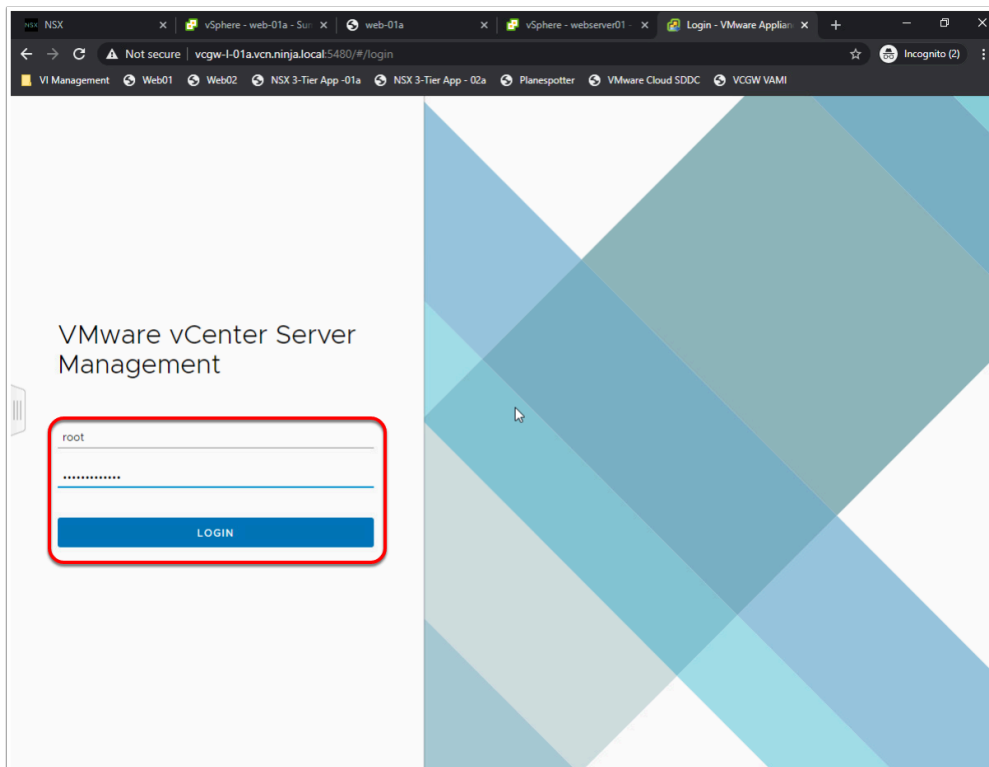 NSX NSX
vSphere - web-01a - Sum
web-01a
vSphere - webserver01 -
Login - VMware Applian
Not secure | vcgw-l-01a.vcn.ninja.local:5480/#/login
Incognito (2)
VI Management Web01 Web02 NSX 3-Tier App -01a NSX 3-Tier App - 02a Planespotter VMware Cloud SDDC VCGW VAMI
VMware vCenter Server
Management
root
•••••••••••••
LOGIN